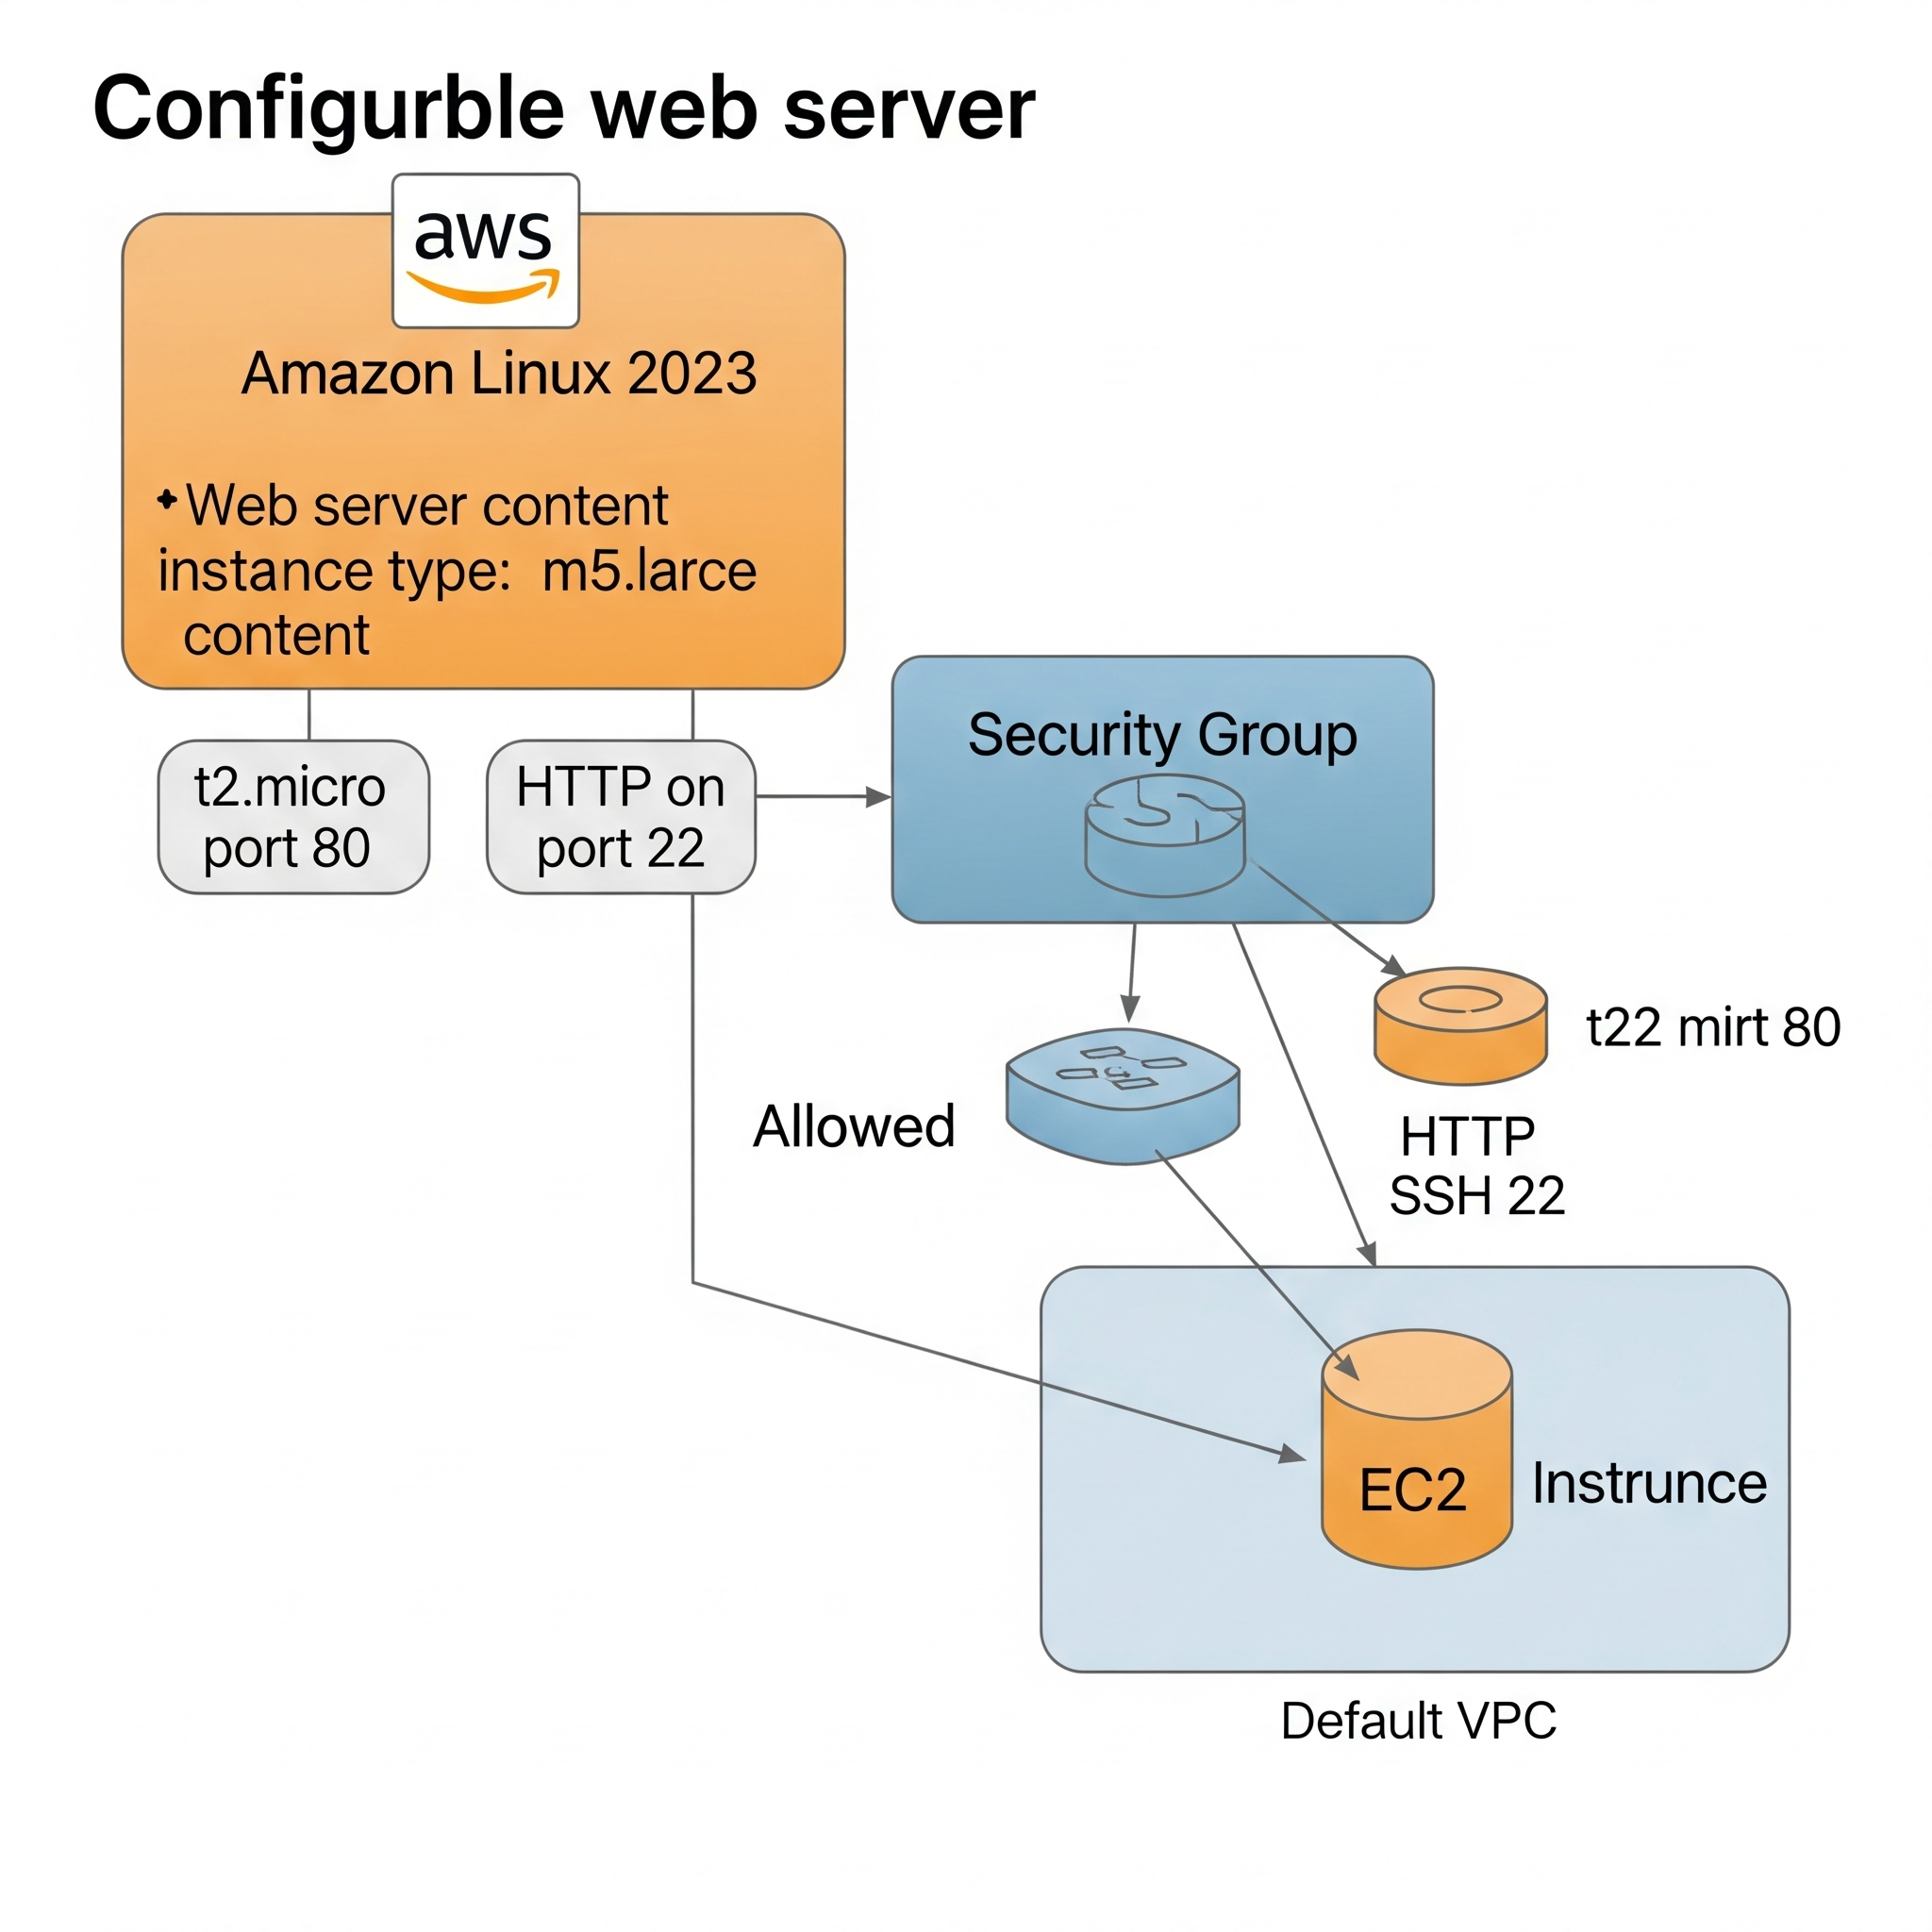 Configurble web server
aws
Amazon Linux 2023
Web server content
instance type: m5.larce
content
t2.micro
port 80
HTTP on
port 22
Security Group
t22 mirt 80
Allowed
HTTP
SSH 22
EC2
Instrunce
Default VPC